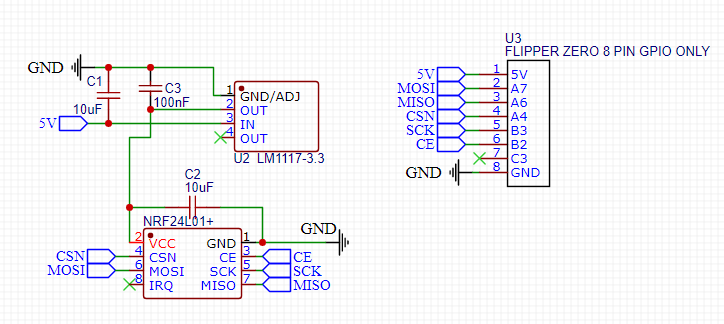 U3
FLIPPER ZERO 8 PIN GPIO ONLY
GND
C1
C3
10uF
100nF
5V
1 GND/ADJ
2 OUT
3 IN
4 OUT
U2 LM1117-3.3
5V 1 5V
MOSI 2 A7
MISO 3 A6
CSN 4 A4
SCK 5 B3
CE 6 B2
7 C3
GND 8 GND
C2
10uF
NRF24L01+
GND
2 VCC GND 1
CSN 4 CSN CE 3 CE
MOSI 6 MOSI SCK 5 SCK
8 IRQ MISO 7 MISO